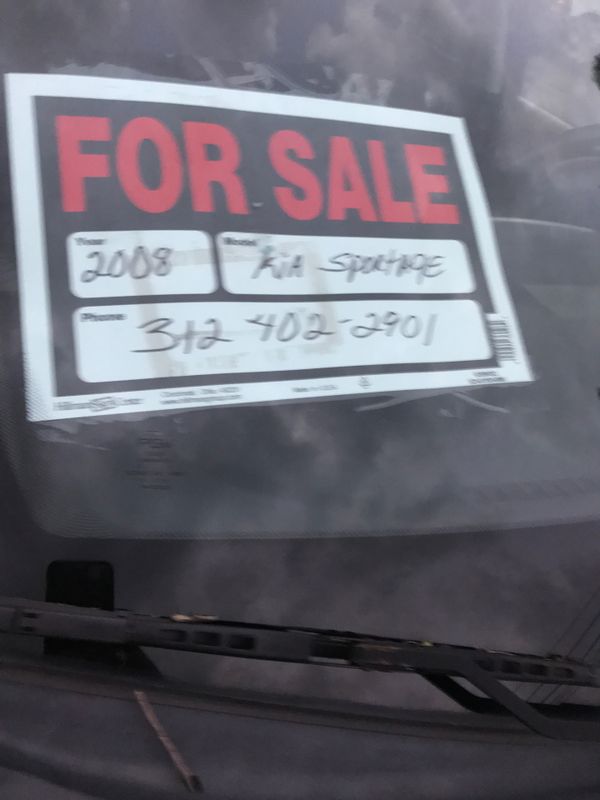 FOR SALE
Year
2008
Model
KiA SportAGE
Phone
312 402-2901